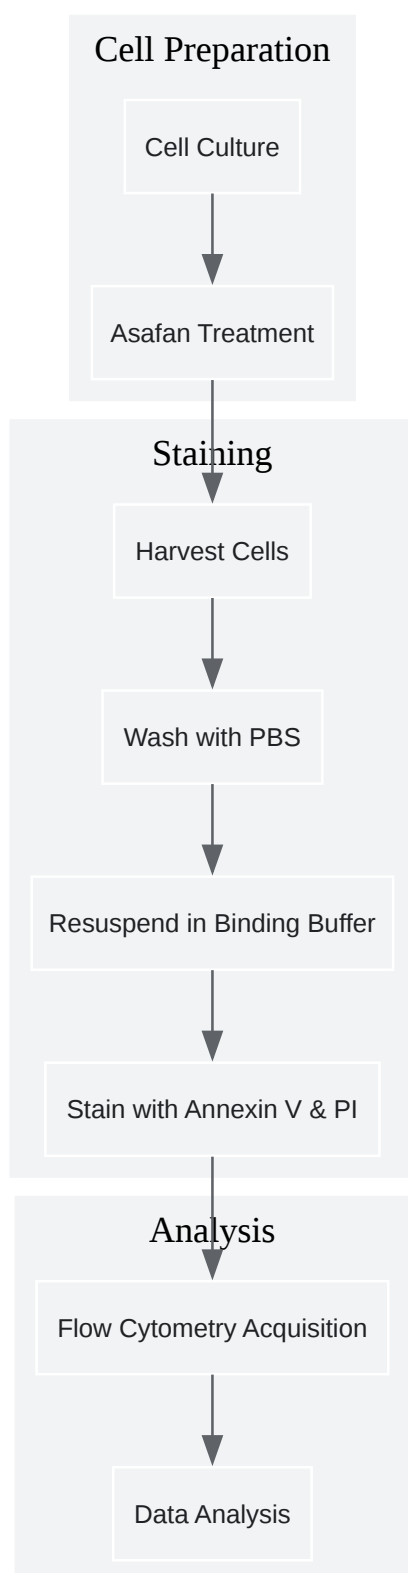 Cell Preparation
Cell Culture
Asafan Treatment
Staining
Harvest Cells
Wash with PBS
Resuspend in Binding Buffer
Stain with Annexin V & PI
Analysis
Flow Cytometry Acquisition
Data Analysis